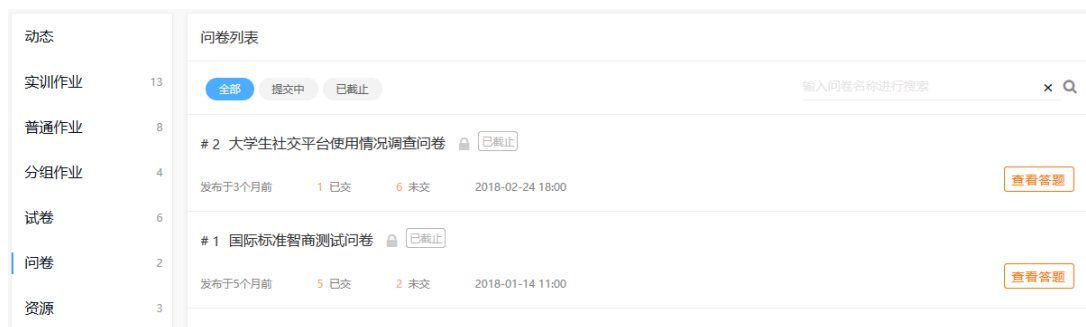 动态
实训作业 13
普通作业 8
分组作业 4
试卷 6
问卷 2
资源 3
问卷列表
全部 提交中 已截止 输入问卷名称进行搜索 ×
# 2 大学生社交平台使用情况调查问卷 已截止
发布于3个月前 1 已交 6 未交 2018-02-24 18:00 查看答题
# 1 国际标准智商测试问卷 已截止
发布于5个月前 5 已交 2 未交 2018-01-14 11:00 查看答题